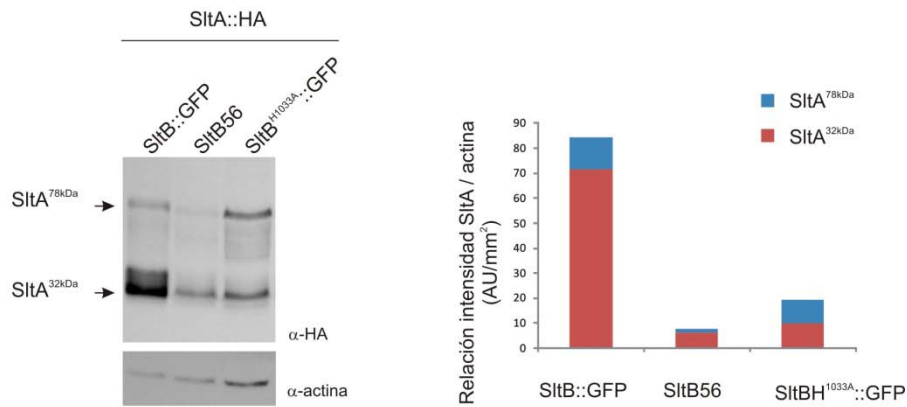 SltA::HA
SltB::GFP
SltB56
SltB^H1033A::GFP
SltA^78kDa
SltA^32kDa
α-HA
α-actina
Relación intensidad SltA / actina
(AU/mm²)
SltA^78kDa
SltA^32kDa
90
80
70
60
50
40
30
20
10
0
SltB::GFP
SltB56
SltBH^1033A::GFP